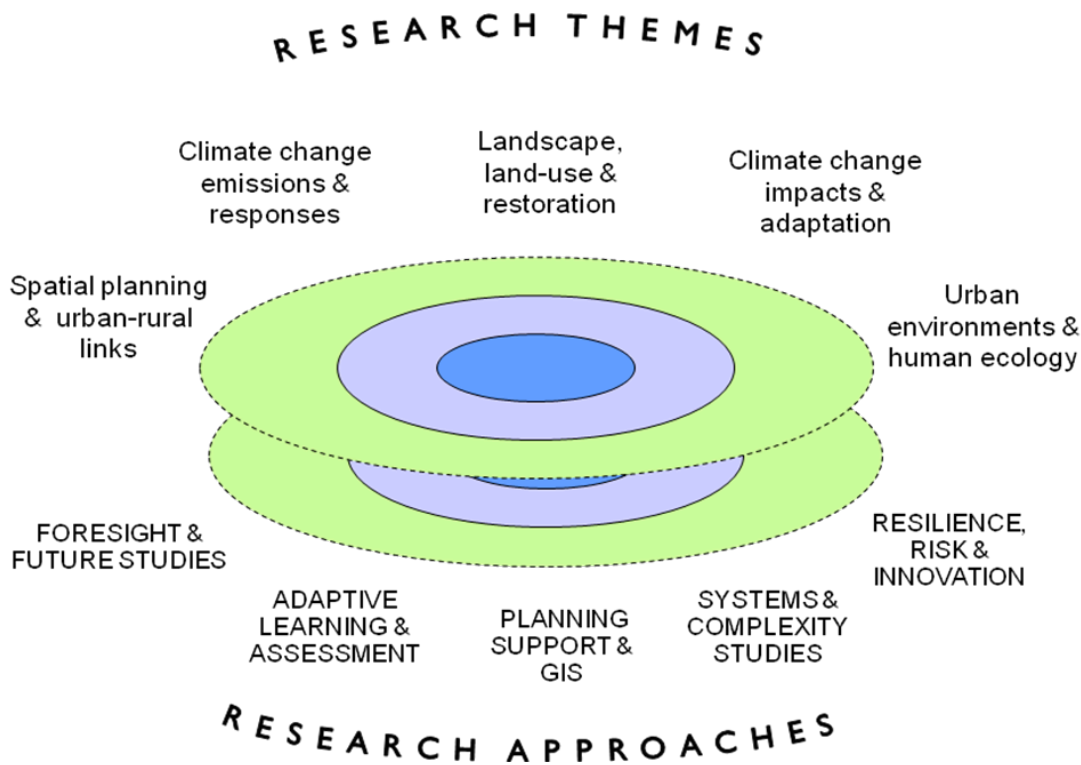 RESEARCH THEMES
Climate change
emissions &
responses
Landscape,
land-use &
restoration
Climate change
impacts &
adaptation
Spatial planning
& urban-rural
links
Urban
environments &
human ecology
FORESIGHT &
FUTURE STUDIES
ADAPTIVE
LEARNING &
ASSESSMENT
PLANNING
SUPPORT &
GIS
SYSTEMS &
COMPLEXITY
STUDIES
RESILIENCE,
RISK &
INNOVATION
RESEARCH APPROACHES